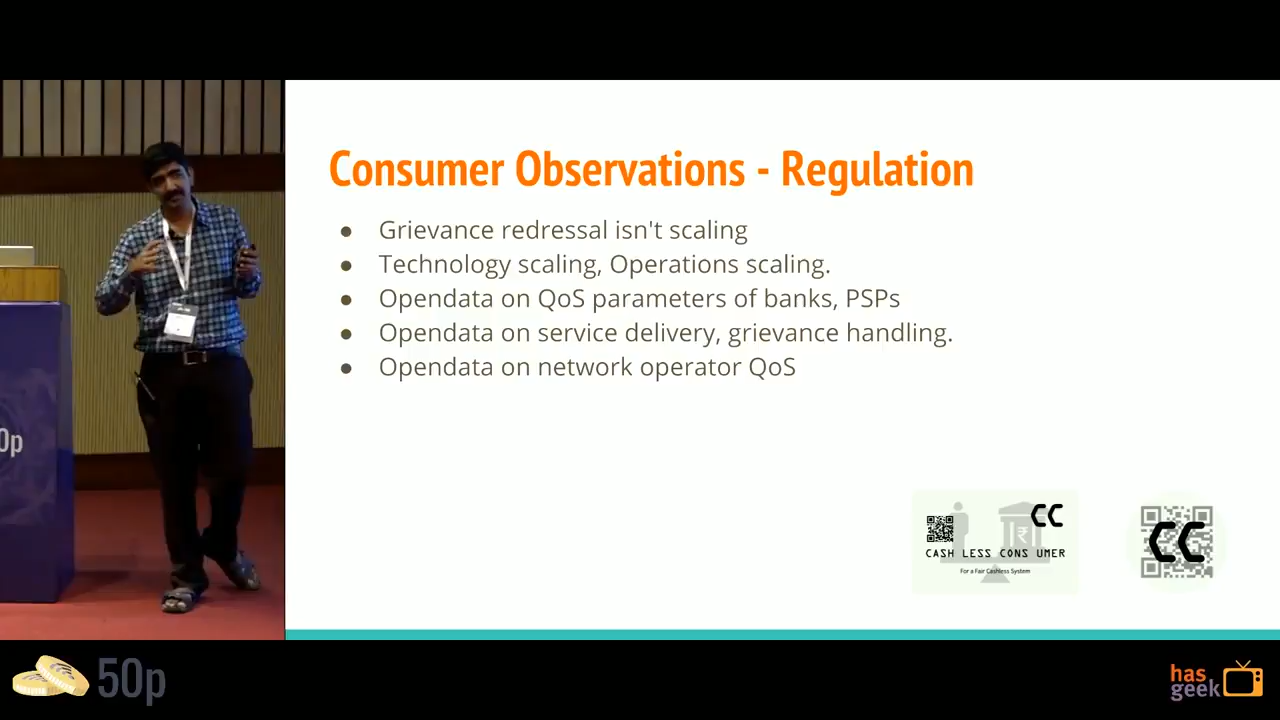 Consumer Observations - Regulation
● Grievance redressal isn't scaling
● Technology scaling, Operations scaling.
● Opendata on QoS parameters of banks, PSPs
● Opendata on service delivery, grievance handling.
● Opendata on network operator QoS
0p
CC
CASH LESS CONS UMER
For a Fair Cashless System
CC
50p
has
geek